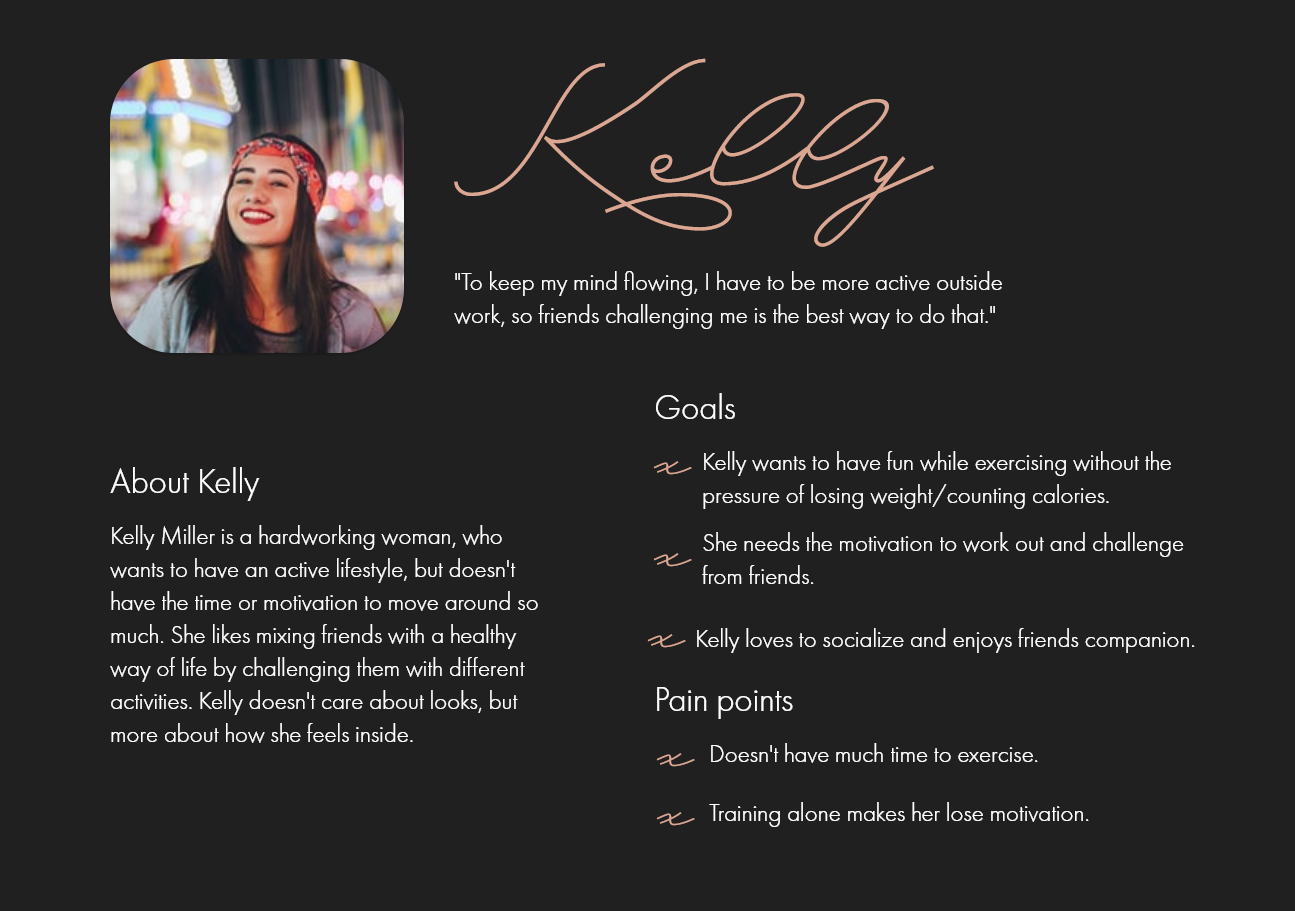 Kelly
"To keep my mind flowing, I have to be more active outside
work, so friends challenging me is the best way to do that."
About Kelly
Kelly Miller is a hardworking woman, who
wants to have an active lifestyle, but doesn't
have the time or motivation to move around so
much. She likes mixing friends with a healthy
way of life by challenging them with different
activities. Kelly doesn't care about looks, but
more about how she feels inside.
Goals
Kelly wants to have fun while exercising without the
pressure of losing weight/counting calories.
She needs the motivation to work out and challenge
from friends.
Kelly loves to socialize and enjoys friends companion.
Pain points
Doesn't have much time to exercise.
Training alone makes her lose motivation.